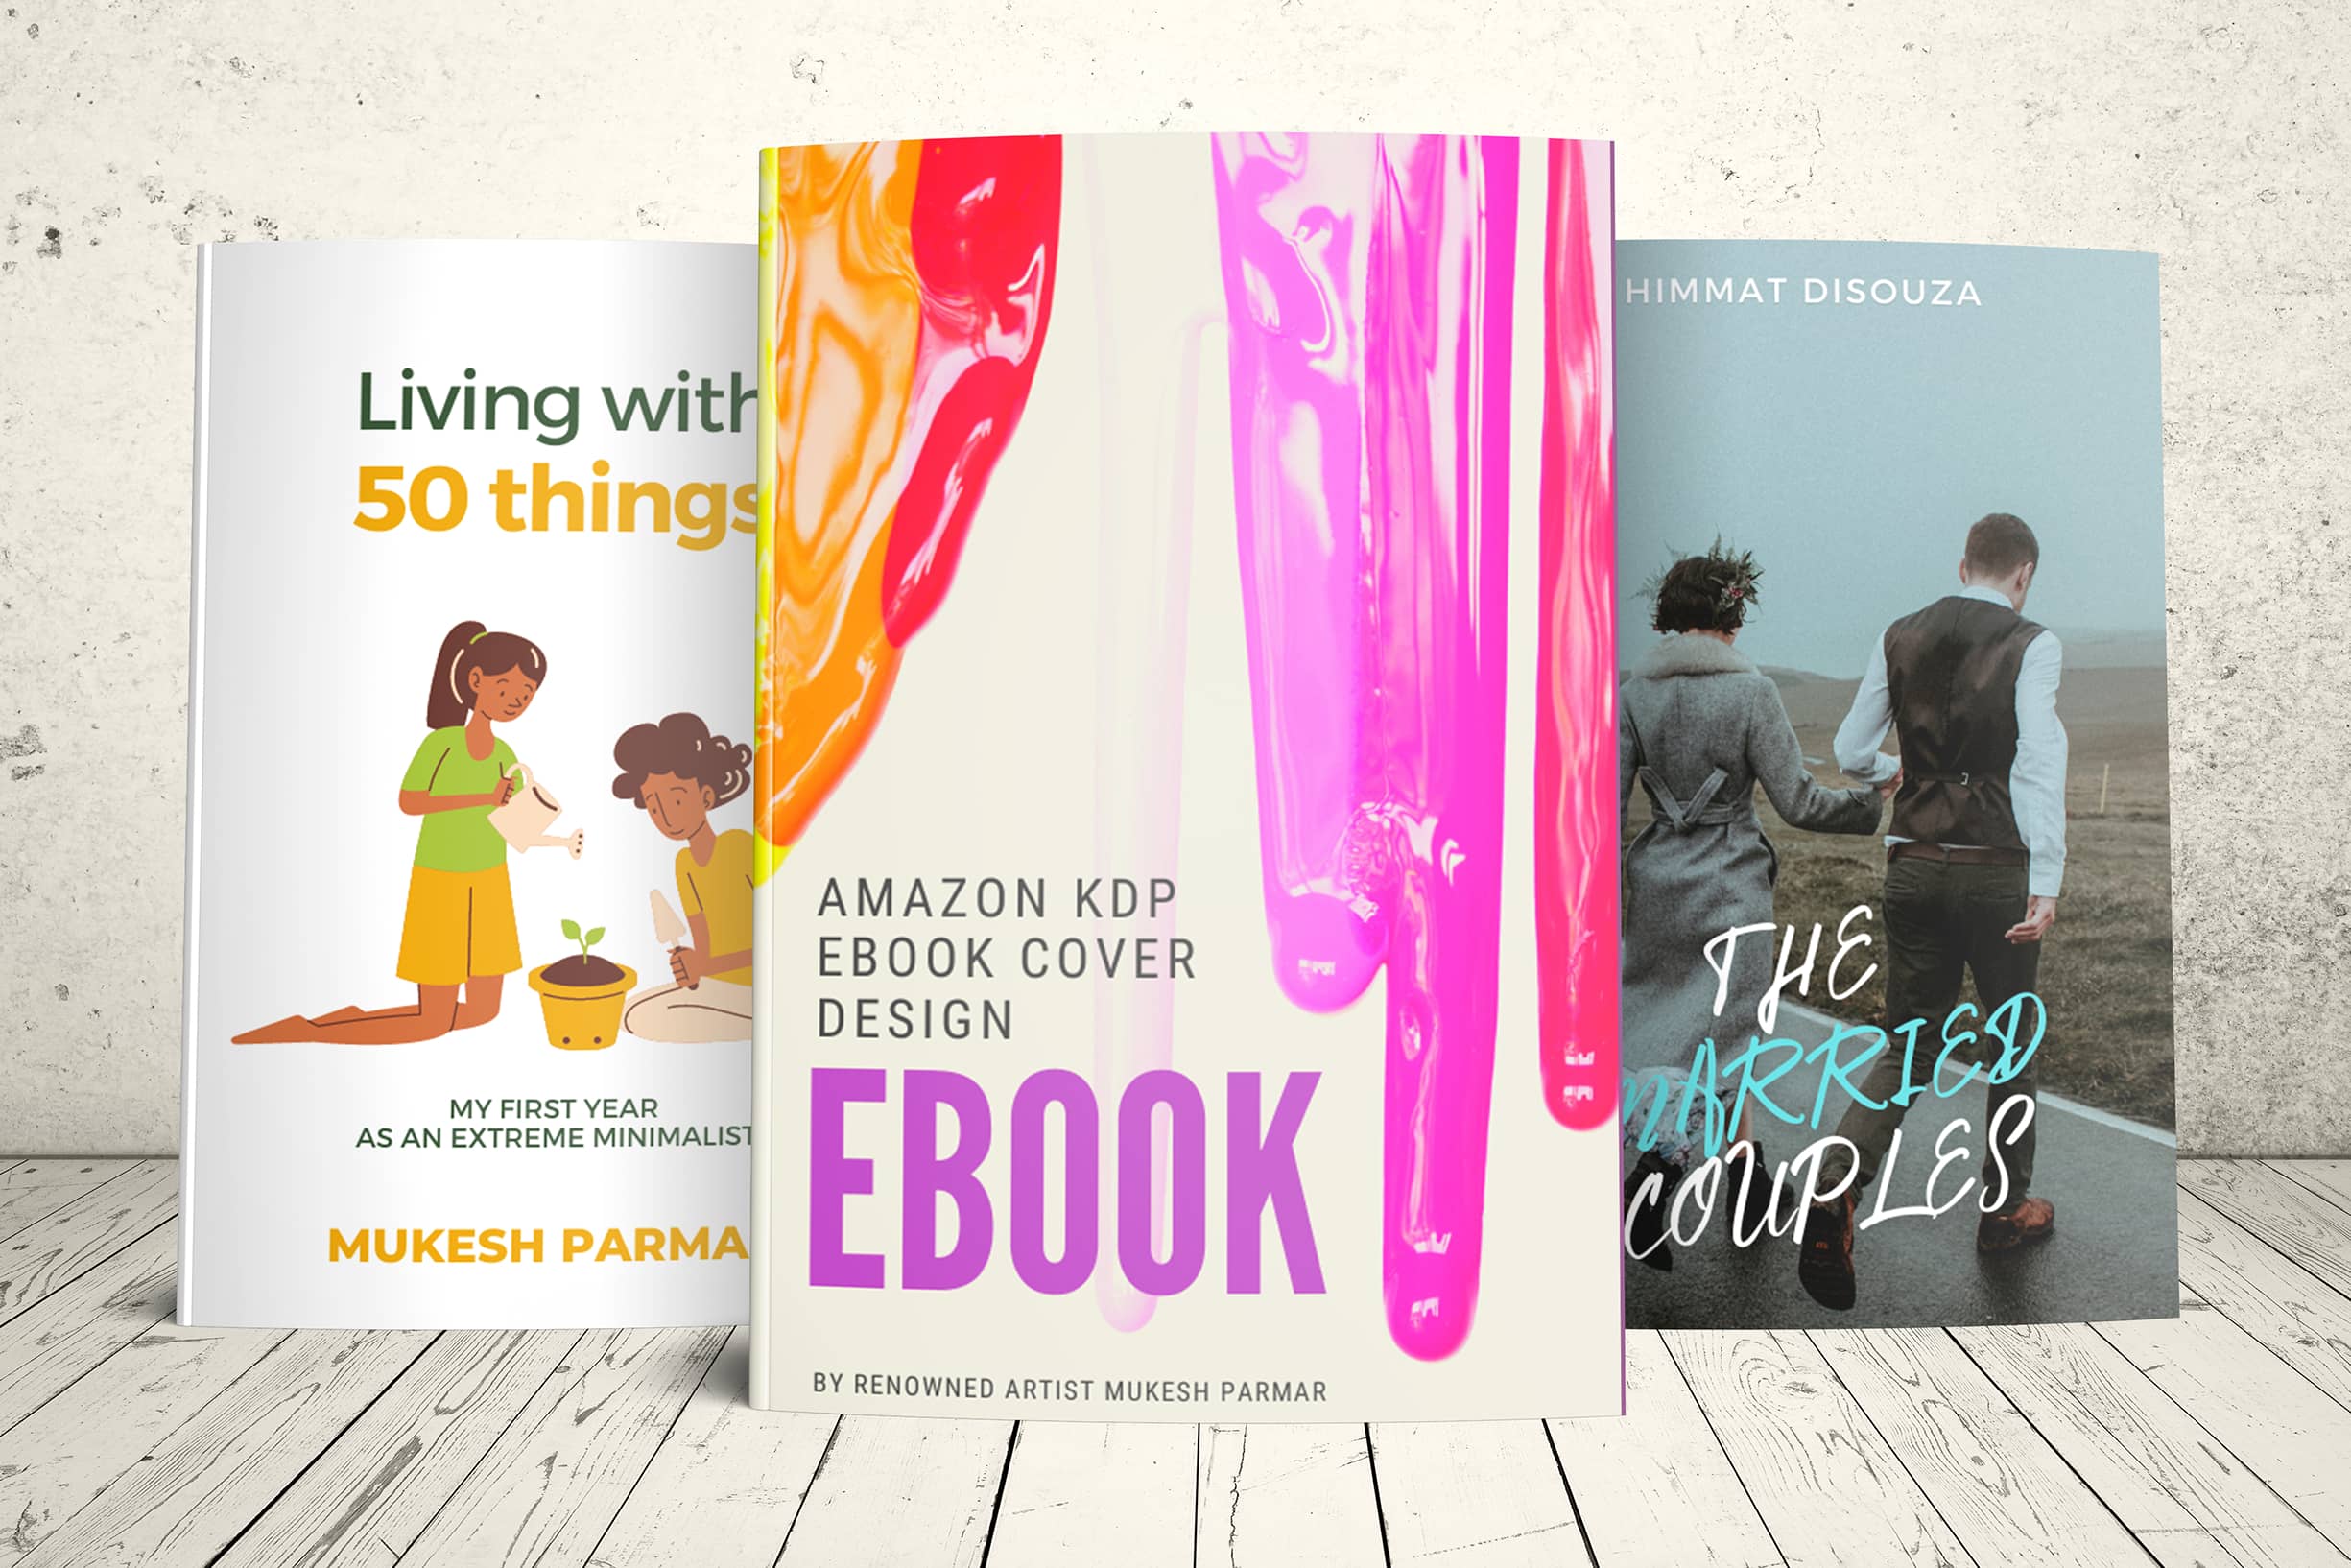 Living with
50 things
MY FIRST YEAR
AS AN EXTREME MINIMALIST
MUKESH PARMA
AMAZON KDP
EBOOK COVER
DESIGN
EBOOK
BY RENOWNED ARTIST MUKESH PARMAR
HIMMAT DISOUZA
THE
MARRIED
COUPLES